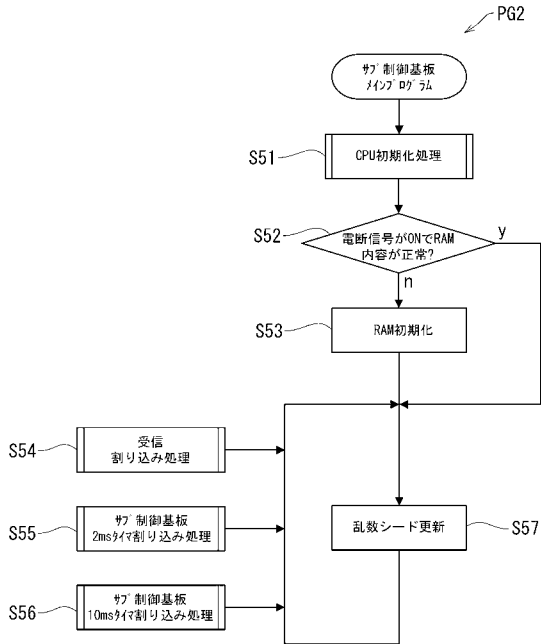 PG2
サブ制御基板
メインプログラム
S51
CPU初期化処理
S52
電断信号がONでRAM
内容が正常?
y
n
S53
RAM初期化
S54
受信
割り込み処理
S55
サブ制御基板
2msタイマ割り込み処理
S56
サブ制御基板
10msタイマ割り込み処理
乱数シード更新
S57